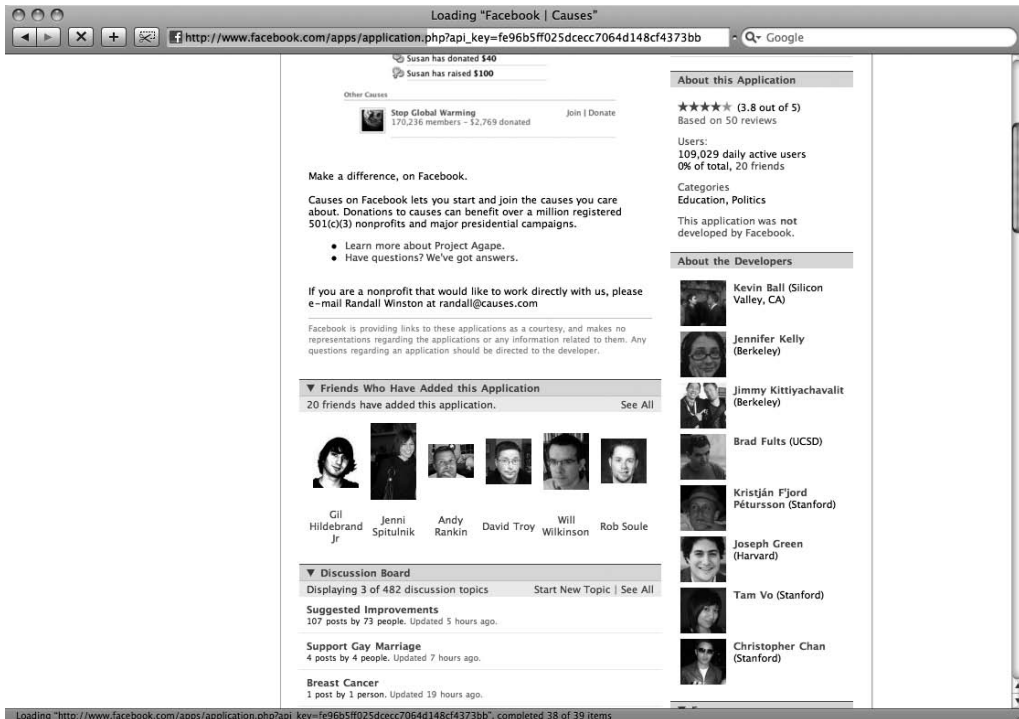 Loading "Facebook | Causes"
http://www.facebook.com/apps/application.php?api_key=fe96b5ff025dcecc7064d148cf4373bb
Google
Susan has donated $40
Susan has raised $100
Other Causes
Stop Global Warming
Join | Donate
170,236 members – $2,769 donated
Make a difference, on Facebook.
Causes on Facebook lets you start and join the causes you care
about. Donations to causes can benefit over a million registered
501(c)(3) nonprofits and major presidential campaigns.
• Learn more about Project Agape.
• Have questions? We've got answers.
If you are a nonprofit that would like to work directly with us, please
e-mail Randall Winston at randall@causes.com
Facebook is providing links to these applications as a courtesy, and makes no
representations regarding the applications or any information related to them. Any
questions regarding an application should be directed to the developer.
▼ Friends Who Have Added this Application
20 friends have added this application.
See All
Gil
Hildebrand
Jr
Jenni
Spitulnik
Andy
Rankin
David Troy
Will
Wilkinson
Rob Soule
▼ Discussion Board
Displaying 3 of 482 discussion topics
Start New Topic | See All
Suggested Improvements
107 posts by 73 people. Updated 5 hours ago.
Support Gay Marriage
4 posts by 4 people. Updated 7 hours ago.
Breast Cancer
1 post by 1 person. Updated 19 hours ago.
About this Application
★★★★★ (3.8 out of 5)
Based on 50 reviews
Users:
109,029 daily active users
0% of total, 20 friends
Categories
Education, Politics
This application was not
developed by Facebook.
About the Developers
Kevin Ball (Silicon
Valley, CA)
Jennifer Kelly
(Berkeley)
Jimmy Kittiyachavalit
(Berkeley)
Brad Fults (UCSD)
Kristján F'jord
Pétursson (Stanford)
Joseph Green
(Harvard)
Tam Vo (Stanford)
Christopher Chan
(Stanford)
Loading "http://www.facebook.com/apps/application.php?api_key=fe96b5ff025dcecc7064d148cf4373bb", completed 38 of 39 items